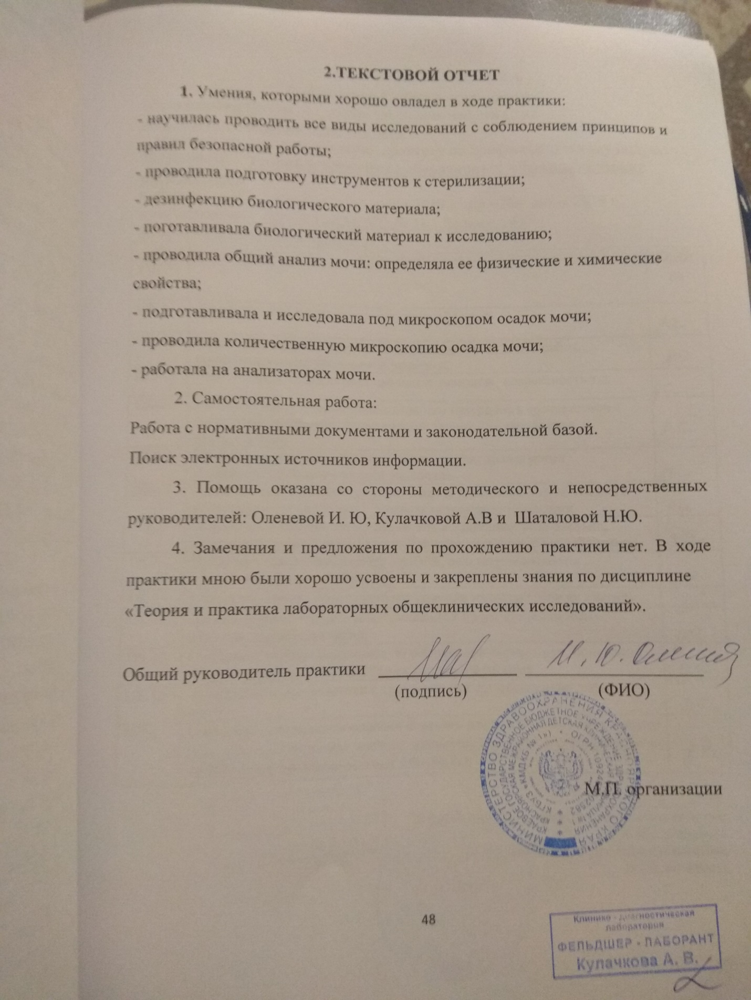 2.ТЕКСТОВОЙ ОТЧЕТ
1. Умения, которыми хорошо овладел в ходе практики:
- научилась проводить все виды исследований с соблюдением принципов и
правил безопасной работы;
- проводила подготовку инструментов к стерилизации;
- дезинфекцию биологического материала;
- поготавливала биологический материал к исследованию;
- проводила общий анализ мочи: определяла ее физические и химические
свойства;
- подготавливала и исследовала под микроскопом осадок мочи;
- проводила количественную микроскопию осадка мочи;
- работала на анализаторах мочи.
2. Самостоятельная работа:
Работа с нормативными документами и законодательной базой.
Поиск электронных источников информации.
3. Помощь оказана со стороны методического и непосредственных
руководителей: Оленевой И. Ю, Кулачковой А.В и Шаталовой Н.Ю.
4. Замечания и предложения по прохождению практики нет. В ходе
практики мною были хорошо усвоены и закреплены знания по дисциплине
«Теория и практика лабораторных общеклинических исследований».
Общий руководитель практики И. Ю. Оленева
(подпись) (ФИО)
МИНИСТЕРСТВО ЗДРАВООХРАНЕНИЯ КРАСНОЯРСКОГО КРАЯ
КРАЕВОЕ ГОСУДАРСТВЕННОЕ БЮДЖЕТНОЕ УЧРЕЖДЕНИЕ ЗДРАВООХРАНЕНИЯ
КРАСНОЯРСКАЯ МЕЖРАЙОННАЯ ДЕТСКАЯ КЛИНИЧЕСКАЯ БОЛЬНИЦА № 1
КГБУЗ «КМДКБ № 1») * ОГРН
М.П. организации
48
Клинико - диагностическая
лаборатория
ФЕЛЬДШЕР - ЛАБОРАНТ
Кулачкова А. В.